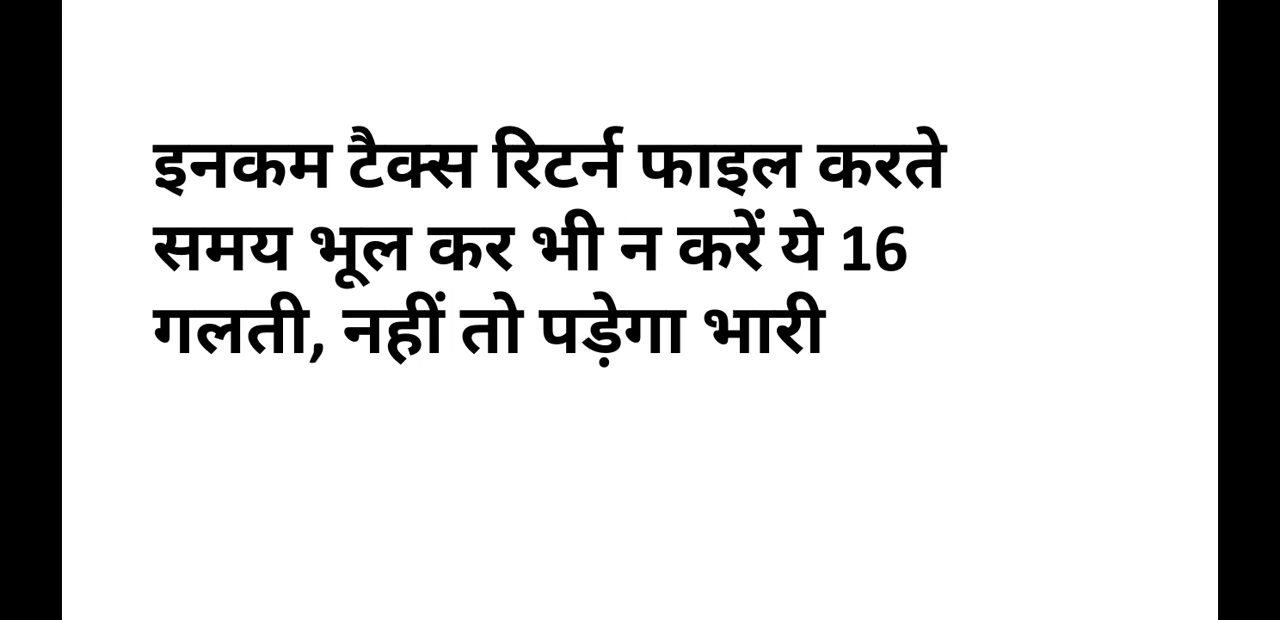 इनकम टैक्स रिटर्न फाइल करते
समय भूल कर भी न करें ये 16
गलती, नहीं तो पड़ेगा भारी